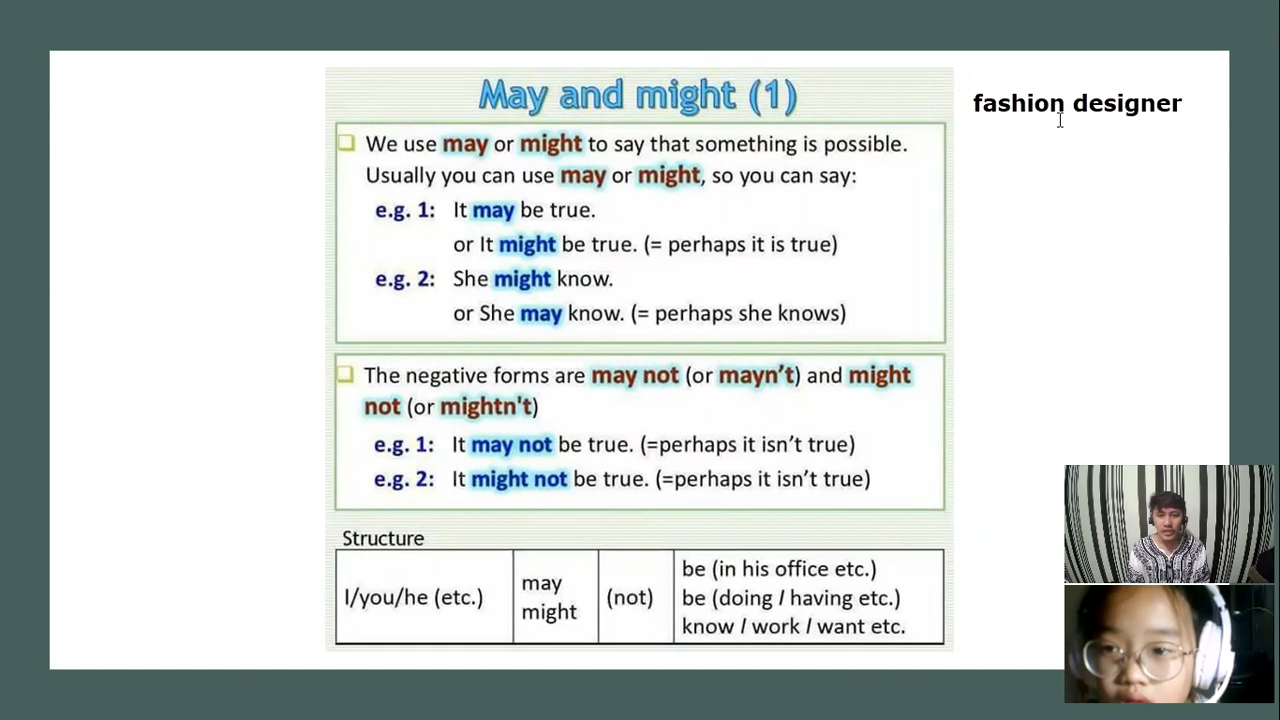 May and might (1)
fashion designer
We use may or might to say that something is possible.
Usually you can use may or might, so you can say:
e.g. 1: It may be true.
or It might be true. (= perhaps it is true)
e.g. 2: She might know.
or She may know. (= perhaps she knows)
The negative forms are may not (or mayn’t) and might
not (or mightn't)
e.g. 1: It may not be true. (=perhaps it isn’t true)
e.g. 2: It might not be true. (=perhaps it isn’t true)
Structure
I/you/he (etc.)
may
might
(not)
be (in his office etc.)
be (doing / having etc.)
know / work / want etc.